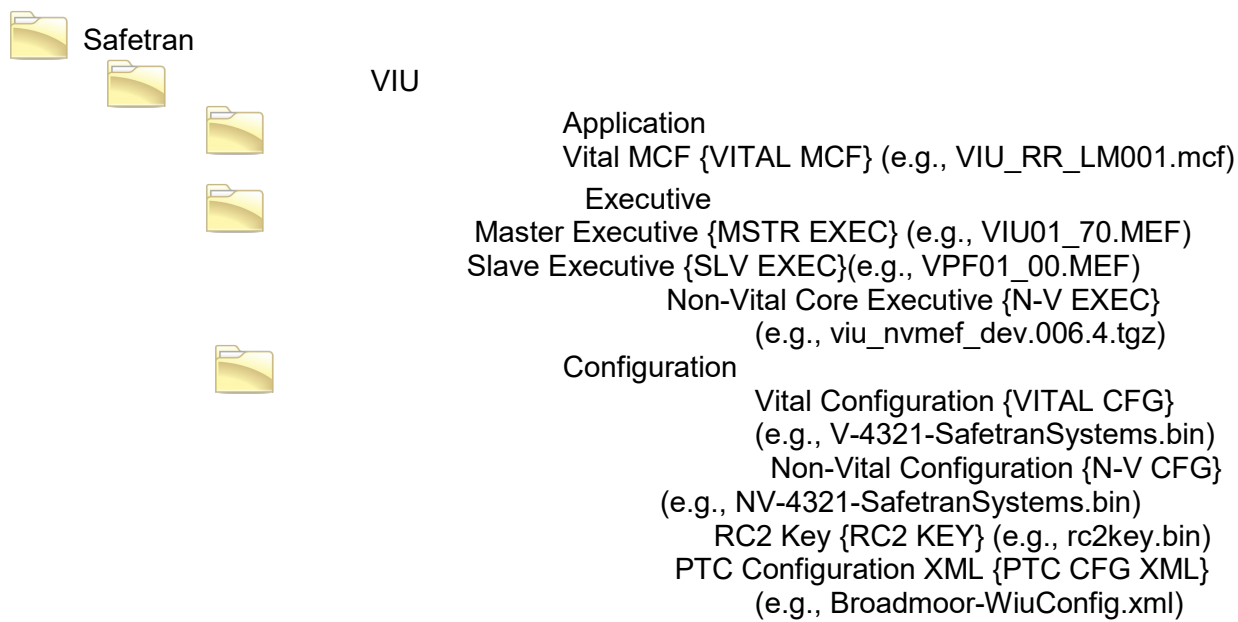 Safetran
VIU
Application
Vital MCF {VITAL MCF} (e.g., VIU_RR_LM001.mcf)
Executive
Master Executive {MSTR EXEC} (e.g., VIU01_70.MEF)
Slave Executive {SLV EXEC}(e.g., VPF01_00.MEF)
Non-Vital Core Executive {N-V EXEC}
(e.g., viu_nvmef_dev.006.4.tgz)
Configuration
Vital Configuration {VITAL CFG}
(e.g., V-4321-SafetranSystems.bin)
Non-Vital Configuration {N-V CFG}
(e.g., NV-4321-SafetranSystems.bin)
RC2 Key {RC2 KEY} (e.g., rc2key.bin)
PTC Configuration XML {PTC CFG XML}
(e.g., Broadmoor-WiuConfig.xml)